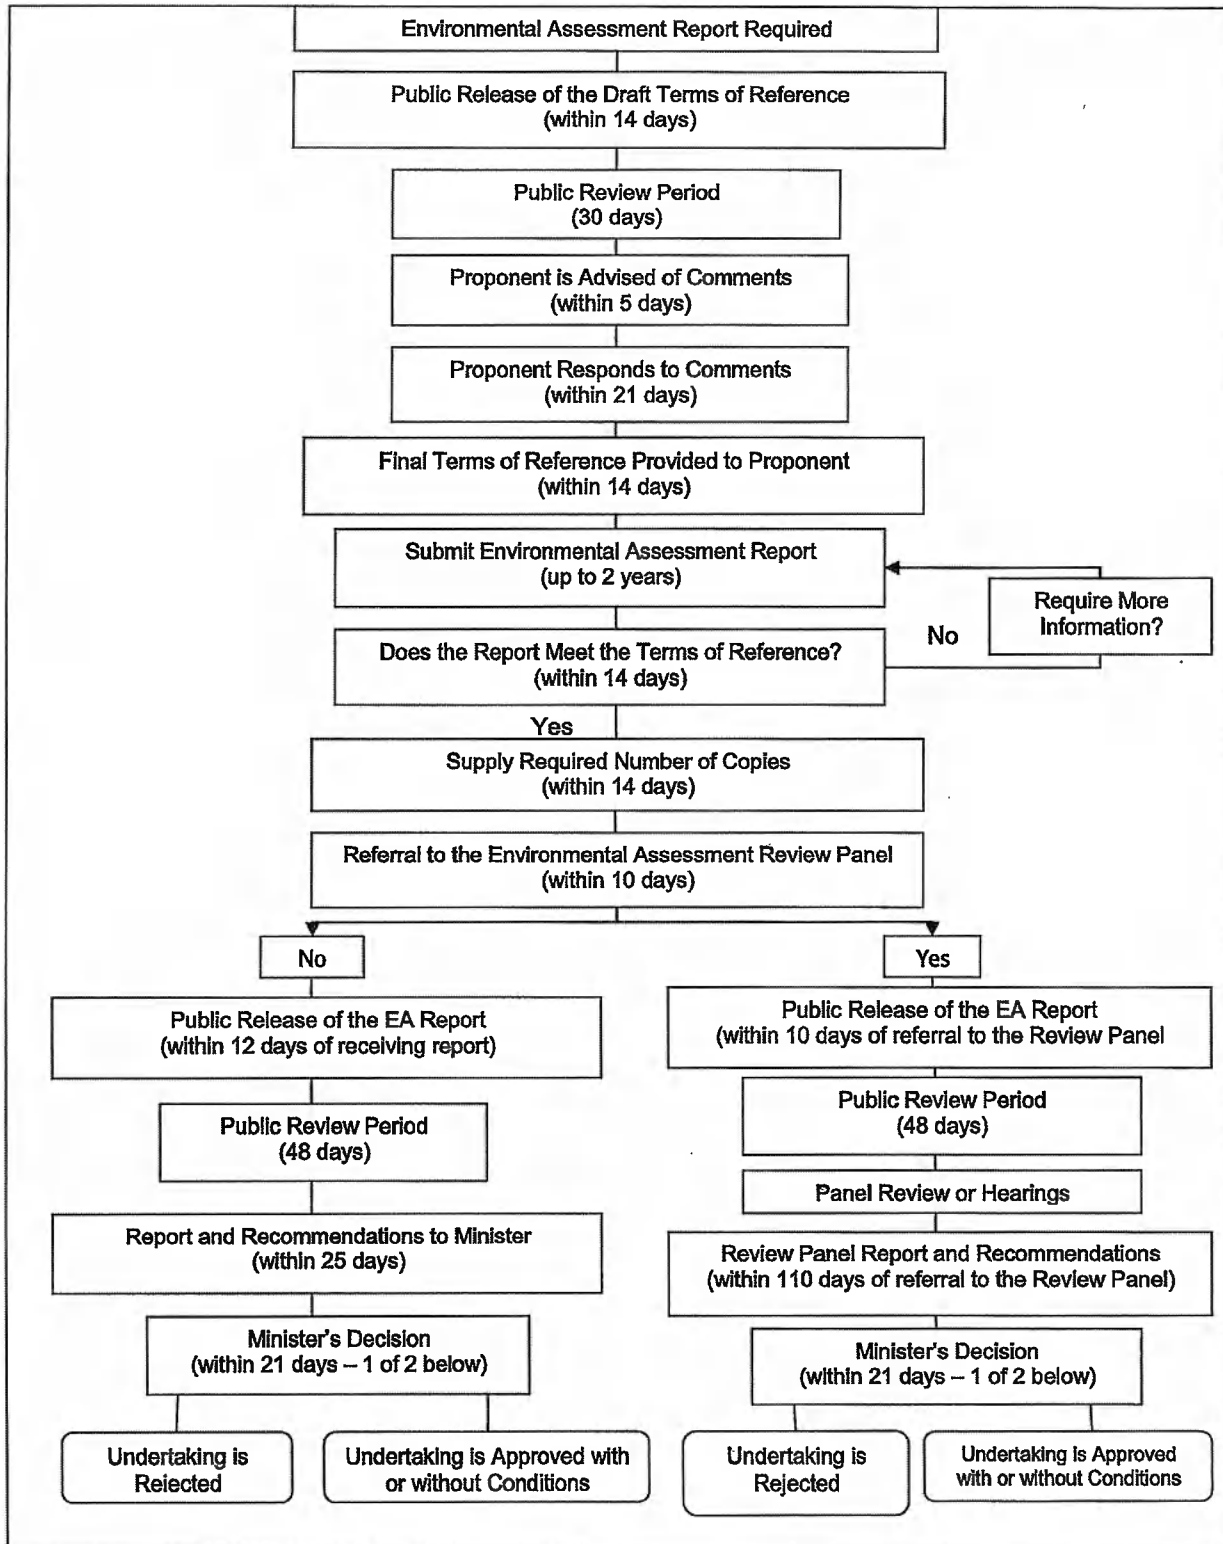 Environmental Assessment Report Required
Public Release of the Draft Terms of Reference
(within 14 days)
Public Review Period
(30 days)
Proponent is Advised of Comments
(within 5 days)
Proponent Responds to Comments
(within 21 days)
Final Terms of Reference Provided to Proponent
(within 14 days)
Submit Environmental Assessment Report
(up to 2 years)
Require More
Information?
No
Does the Report Meet the Terms of Reference?
(within 14 days)
Yes
Supply Required Number of Copies
(within 14 days)
Referral to the Environmental Assessment Review Panel
(within 10 days)
No
Public Release of the EA Report
(within 12 days of receiving report)
Public Review Period
(48 days)
Report and Recommendations to Minister
(within 25 days)
Minister's Decision
(within 21 days – 1 of 2 below)
Undertaking is
Rejected
Undertaking is Approved with
or without Conditions
Yes
Public Release of the EA Report
(within 10 days of referral to the Review Panel
Public Review Period
(48 days)
Panel Review or Hearings
Review Panel Report and Recommendations
(within 110 days of referral to the Review Panel)
Minister's Decision
(within 21 days – 1 of 2 below)
Undertaking is
Rejected
Undertaking is Approved
with or without Conditions